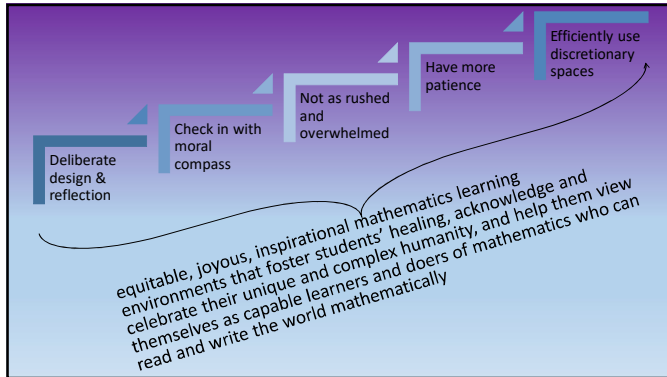 Deliberate
design &
reflection
Check in with
moral
compass
Not as rushed
and
overwhelmed
Have more
patience
Efficiently use
discretionary
spaces
equitable, joyous, inspirational mathematics learning
environments that foster students’ healing, acknowledge and
celebrate their unique and complex humanity, and help them view
themselves as capable learners and doers of mathematics who can
read and write the world mathematically